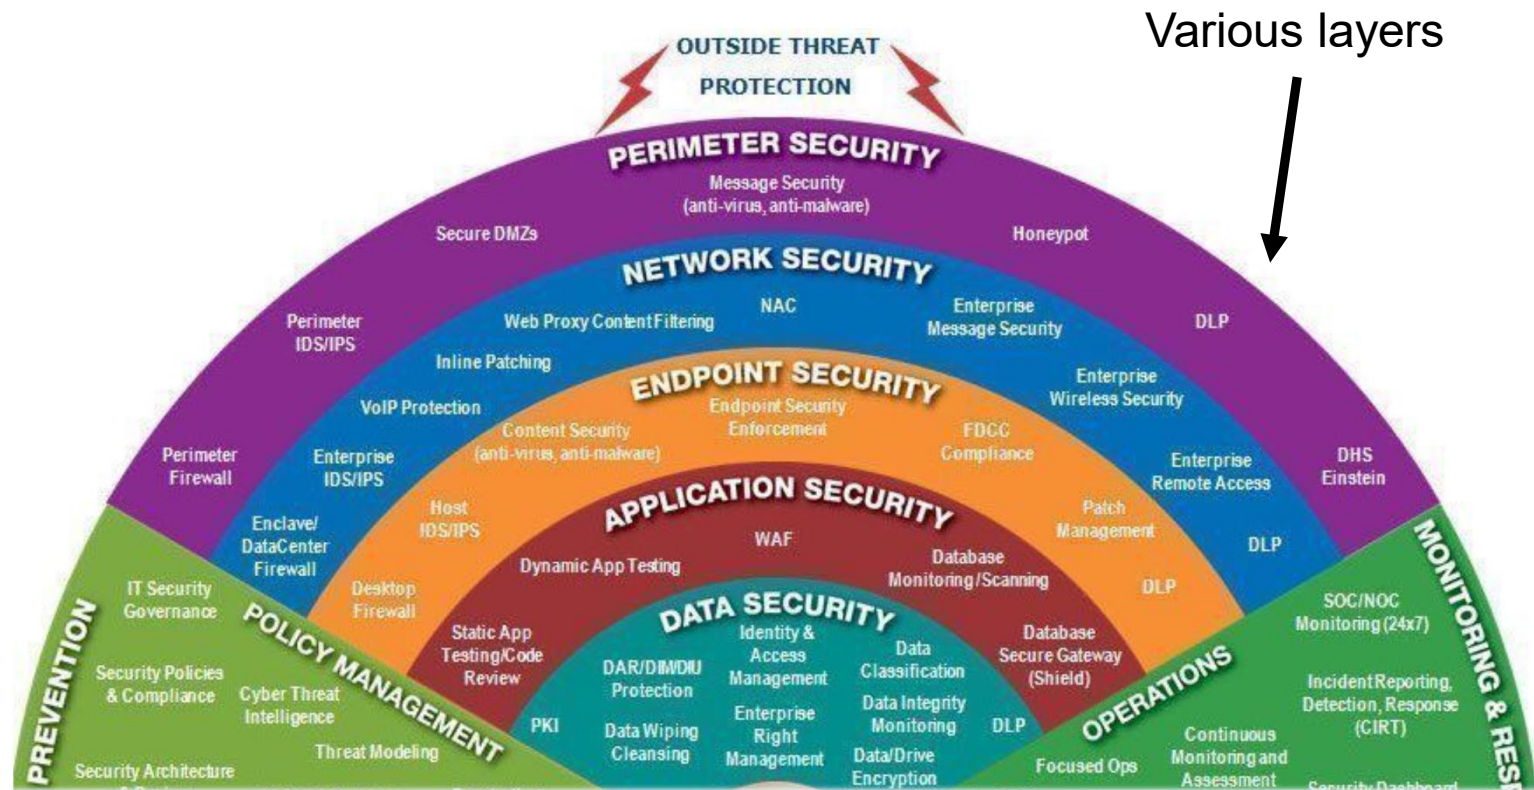 Various layers
OUTSIDE THREAT
PROTECTION
PERIMETER SECURITY
Message Security
(anti-virus, anti-malware)
Secure DMZs
Honeypot
Perimeter
IDS/IPS
DLP
Perimeter
Firewall
DHS
Einstein
NETWORK SECURITY
NAC
Web Proxy Content Filtering
Enterprise
Message Security
Inline Patching
Enterprise
Wireless Security
VoIP Protection
Enterprise
IDS/IPS
Enterprise
Remote Access
Enclave/
DataCenter
Firewall
DLP
ENDPOINT SECURITY
Endpoint Security
Enforcement
Content Security
(anti-virus, anti-malware)
FDCC
Compliance
Host
IDS/IPS
Patch
Management
Desktop
Firewall
DLP
APPLICATION SECURITY
WAF
Dynamic App Testing
Database
Monitoring/Scanning
Static App
Testing/Code
Review
Database
Secure Gateway
(Shield)
DATA SECURITY
Identity &
Access
Management
DAR/DIM/DIU
Protection
Data
Classification
PKI
Data Wiping
Cleansing
Enterprise
Right
Management
Data Integrity
Monitoring
DLP
Data/Drive
Encryption
PREVENTION
IT Security
Governance
POLICY MANAGEMENT
Security Policies
& Compliance
Cyber Threat
Intelligence
Threat Modeling
Security Architecture
OPERATIONS
MONITORING & RES
SOC/NOC
Monitoring (24x7)
Incident Reporting,
Detection, Response
(CIRT)
Continuous
Monitoring and
Assessment
Focused Ops
Security Dashboard